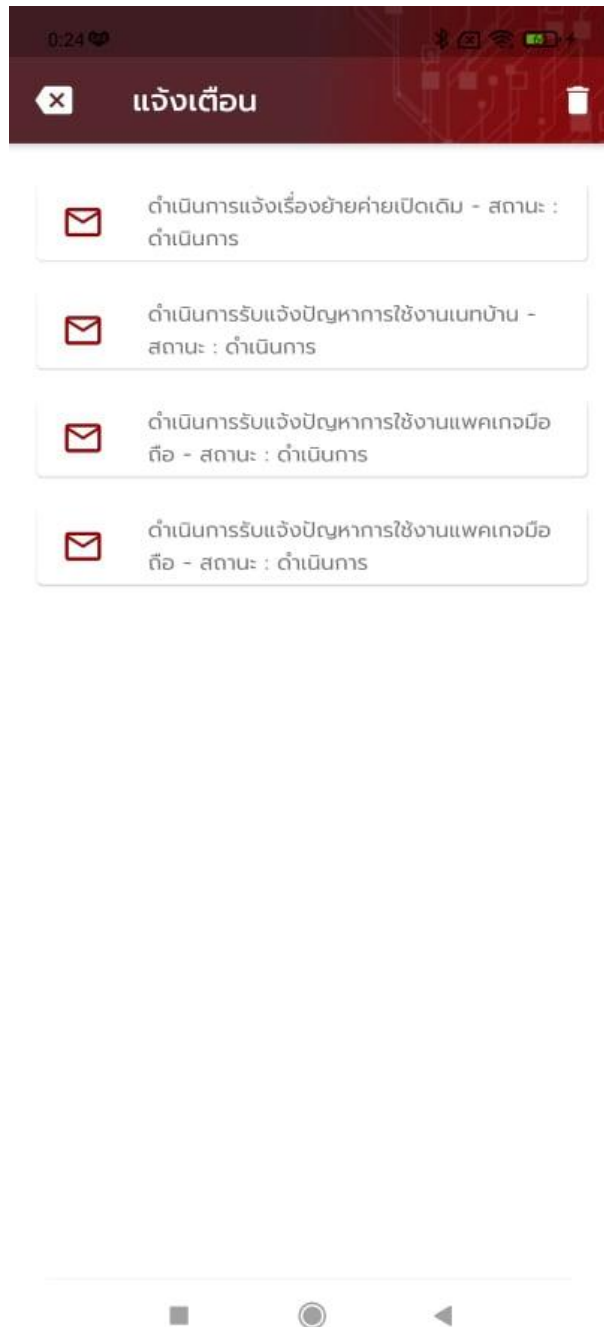 0:24
แจ้งเตือน
ดำเนินการแจ้งเรื่องย้ายค่ายเปิดเดิม - สถานะ :
ดำเนินการ
ดำเนินการรับแจ้งปัญหาการใช้งานเนทบ้าน -
สถานะ : ดำเนินการ
ดำเนินการรับแจ้งปัญหาการใช้งานแพคเกจมือ
ถือ - สถานะ : ดำเนินการ
ดำเนินการรับแจ้งปัญหาการใช้งานแพคเกจมือ
ถือ - สถานะ : ดำเนินการ